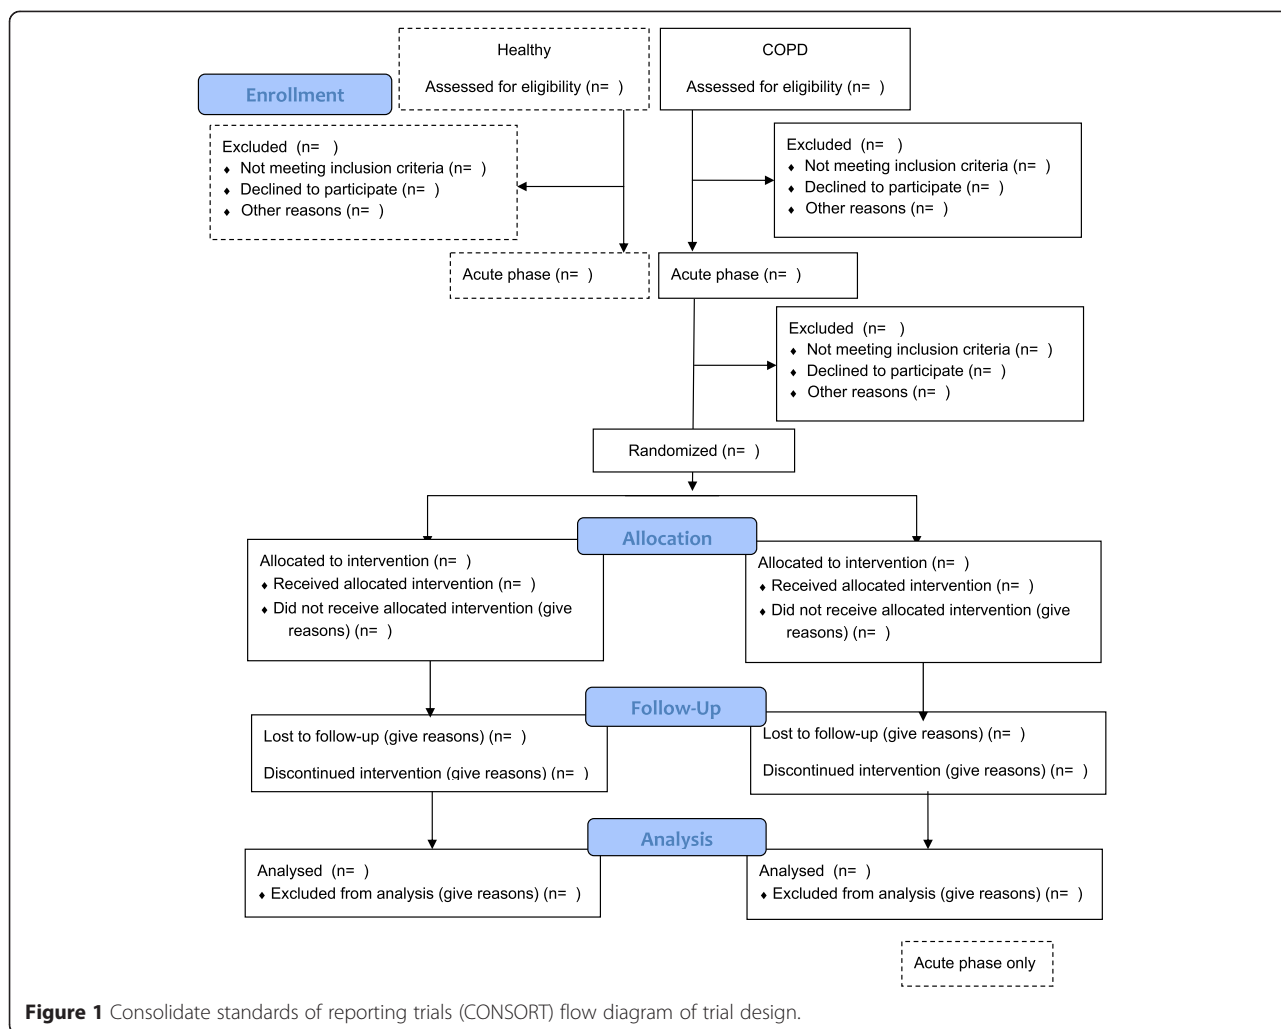 Healthy
Assessed for eligibility (n=  )
COPD
Assessed for eligibility (n=  )
Enrollment
Excluded  (n=  )
♦ Not meeting inclusion criteria (n=  )
♦ Declined to participate (n=  )
♦ Other reasons (n=  )
Excluded  (n=  )
♦ Not meeting inclusion criteria (n=  )
♦ Declined to participate (n=  )
♦ Other reasons (n=  )
Acute phase (n=  )
Acute phase (n=  )
Excluded  (n=  )
♦ Not meeting inclusion criteria (n=  )
♦ Declined to participate (n=  )
♦ Other reasons (n=  )
Randomized (n=  )
Allocation
Allocated to intervention (n=  )
♦ Received allocated intervention (n=  )
♦ Did not receive allocated intervention (give
reasons) (n=  )
Allocated to intervention (n=  )
♦ Received allocated intervention (n=  )
♦ Did not receive allocated intervention (give
reasons) (n=  )
Follow-Up
Lost to follow-up (give reasons) (n=  )
Discontinued intervention (give reasons) (n=  )
Lost to follow-up (give reasons) (n=  )
Discontinued intervention (give reasons) (n=  )
Analysis
Analysed  (n=  )
♦ Excluded from analysis (give reasons) (n=  )
Analysed  (n=  )
♦ Excluded from analysis (give reasons) (n=  )
Acute phase only
Figure 1 Consolidate standards of reporting trials (CONSORT) flow diagram of trial design.